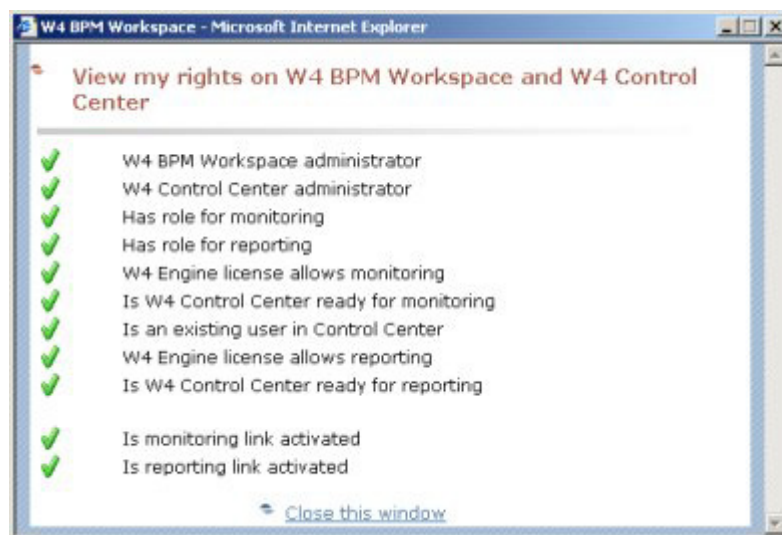 W4 BPM Workspace - Microsoft Internet Explorer
View my rights on W4 BPM Workspace and W4 Control
Center
W4 BPM Workspace administrator
W4 Control Center administrator
Has role for monitoring
Has role for reporting
W4 Engine license allows monitoring
Is W4 Control Center ready for monitoring
Is an existing user in Control Center
W4 Engine license allows reporting
Is W4 Control Center ready for reporting
Is monitoring link activated
Is reporting link activated
Close this window